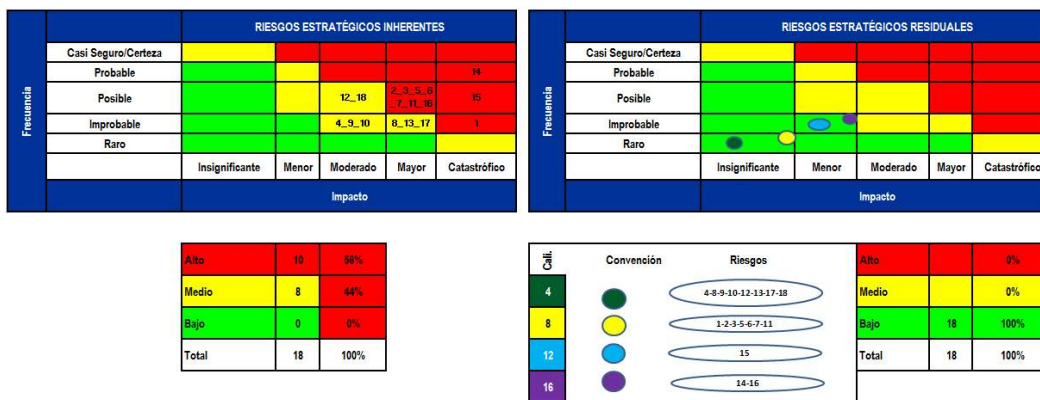 RIESGOS ESTRATÉGICOS INHERENTES
Frecuencia
Casi Seguro/Certeza
Probable
14
Posible
12_18
2_3_5_6
_7_11_16
15
Improbable
4_9_10
8_13_17
1
Raro
Insignificante Menor Moderado Mayor Catastrófico
Impacto
RIESGOS ESTRATÉGICOS RESIDUALES
Frecuencia
Casi Seguro/Certeza
Probable
Posible
Improbable
Raro
Insignificante Menor Moderado Mayor Catastrófico
Impacto
Alto 10 56%
Medio 8 44%
Bajo 0 0%
Total 18 100%
Cali. Convención Riesgos
4 4-8-9-10-12-13-17-18
8 1-2-3-5-6-7-11
12 15
16 14-16
Alto 0%
Medio 0%
Bajo 18 100%
Total 18 100%